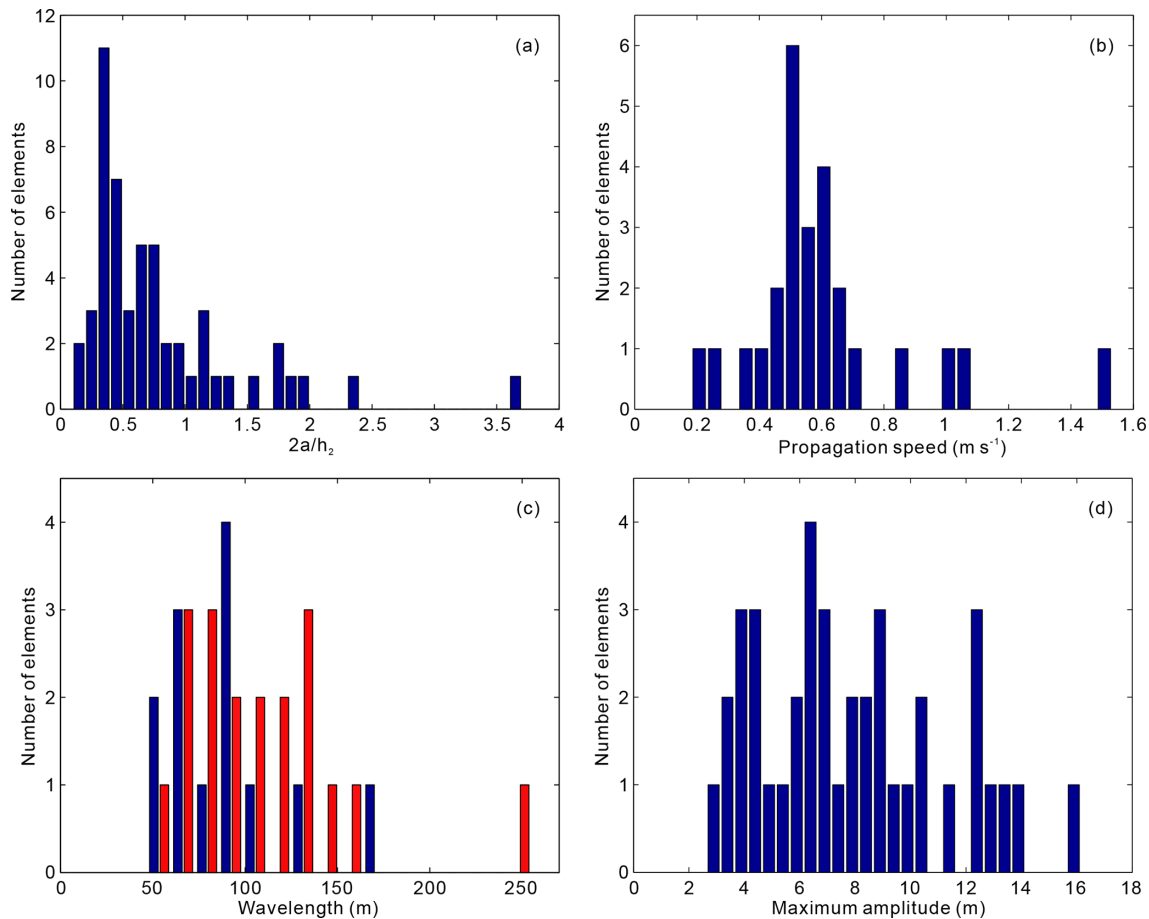 (a)
Number of elements
12
10
8
6
4
2
0
0 0.5 1 1.5 2 2.5 3 3.5 4
2a/h₂
(b)
Number of elements
6
5
4
3
2
1
0
0 0.2 0.4 0.6 0.8 1 1.2 1.4 1.6
Propagation speed (m s⁻¹)
(c)
Number of elements
4
3
2
1
0
0 50 100 150 200 250
Wavelength (m)
(d)
Number of elements
4
3
2
1
0
0 2 4 6 8 10 12 14 16 18
Maximum amplitude (m)